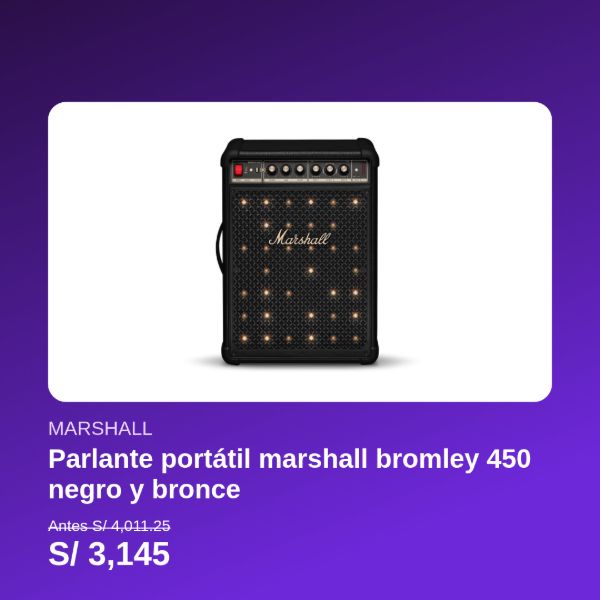 Marshall
MARSHALL
Parlante portátil marshall bromley 450
negro y bronce
Antes S/ 4,011.25
S/ 3,145